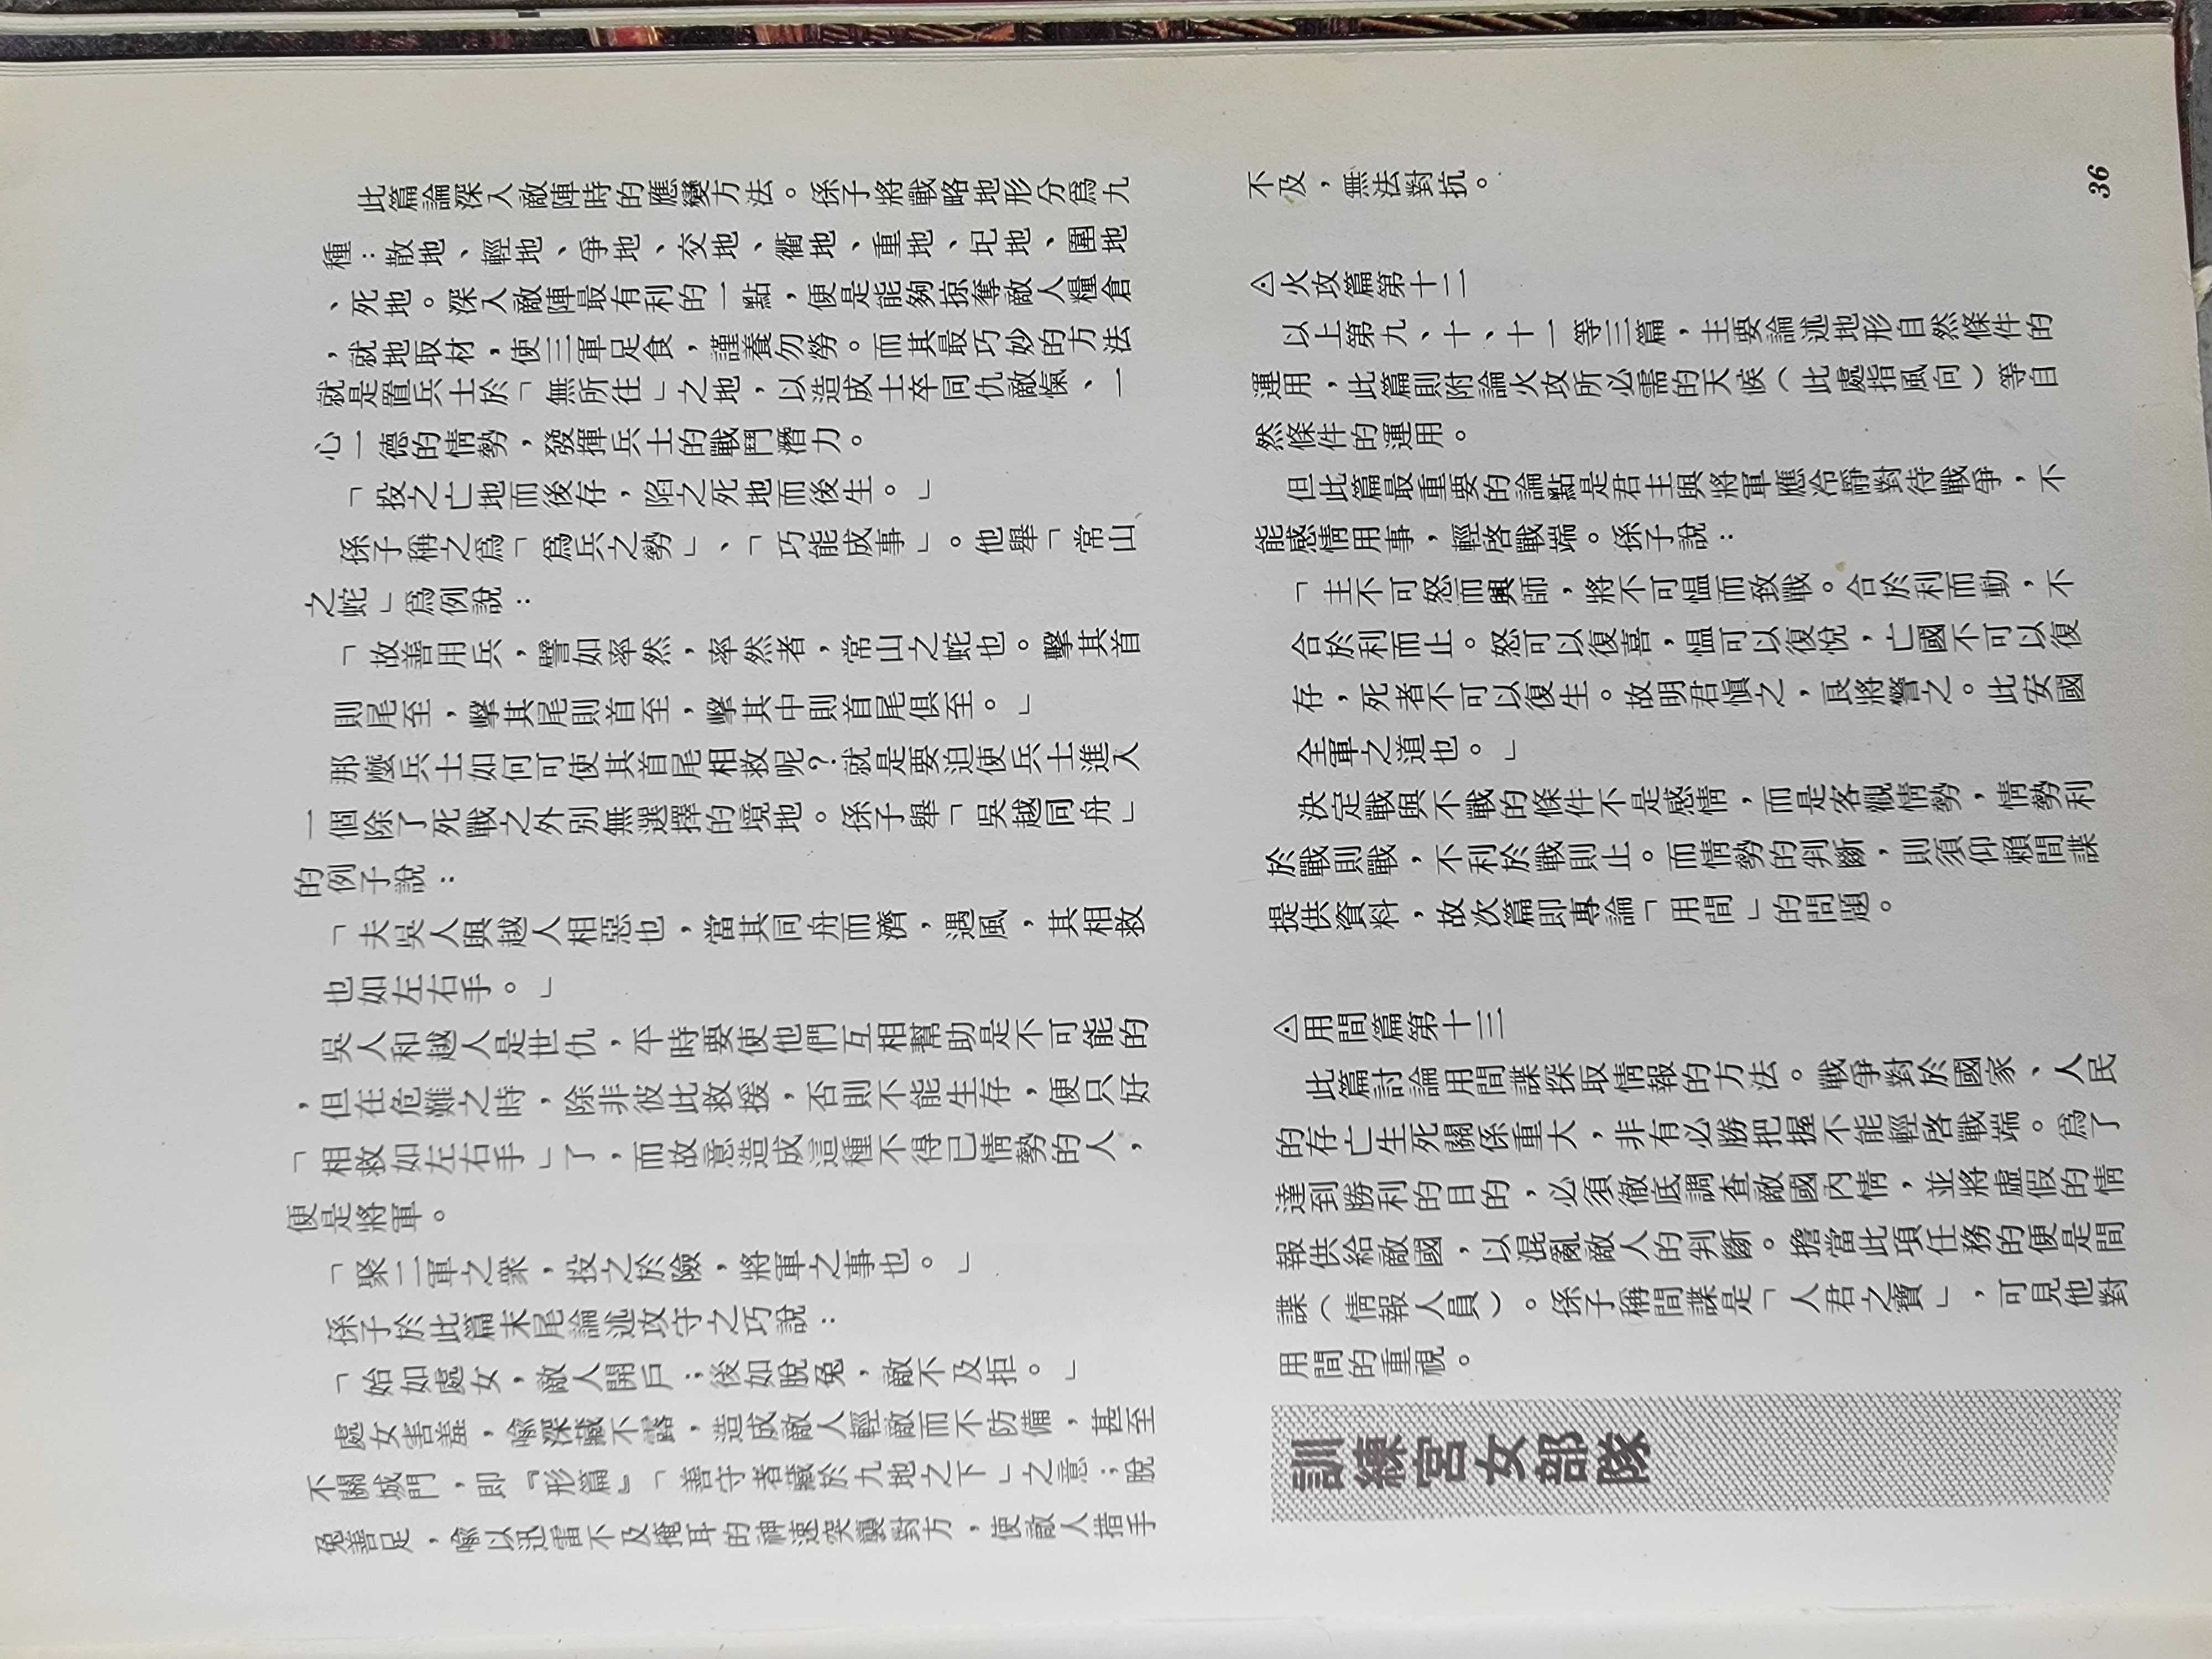 此篇論深入敵陣時的應變方法。孫子將戰略地形分爲九
種：散地、輕地、爭地、交地、衢地、重地、圮地、圍地
、死地。深入敵陣最有利的一點，便是能夠掠奪敵人糧倉
，就地取材，使三軍足食，謹養勿勞。而其最巧妙的方法
就是置兵士於「無所往」之地，以造成士卒同仇敵愾、一
心一德的情勢，發揮兵士的戰鬥潛力。
「投之亡地而後存，陷之死地而後生。」
孫子稱之爲「爲兵之勢」、「巧能成事」。他舉「常山
之蛇」爲例說：
「故善用兵，譬如率然，率然者，常山之蛇也。擊其首
則尾至，擊其尾則首至，擊其中則首尾俱至。」
那麼兵士如何可使其首尾相救呢？就是要迫使兵士進入
一個除了死戰之外別無選擇的境地。孫子舉「吳越同舟」
的例子說：
「夫吳人與越人相惡也，當其同舟而濟，遇風，其相救
也如左右手。」
吳人和越人是世仇，平時要使他們互相幫助是不可能的
，但在危難之時，除非彼此救援，否則不能生存，便只好
「相救如左右手」了，而故意造成這種不得已情勢的人，
便是將軍。
「聚二軍之衆，投之於險，將軍之事也。」
孫子於此篇末尾論述攻守之巧說：
「始如處女，敵人開戶；後如脫兔，敵不及拒。」
處女害羞，喩深藏不露，造成敵人輕敵而不防備，甚至
不關城門，即『形篇』「善守者藏於九地之下」之意；脫
兔善足，喩以迅雷不及掩耳的神速突襲對方，使敵人措手
不及，無法對抗。
◬火攻篇第十二
以上第九、十、十一等三篇，主要論述地形自然條件的
運用，此篇則附論火攻所必需的天候（此處指風向）等自
然條件的運用。
但此篇最重要的論點是君主與將軍應冷靜對待戰爭，不
能感情用事，輕啓戰端。孫子說：
「主不可怒而興師，將不可慍而致戰。合於利而動，不
合於利而止。怒可以復喜，慍可以復悅，亡國不可以復
存，死者不可以復生。故明君愼之，良將警之。此安國
全軍之道也。」
決定戰與不戰的條件不是感情，而是客觀情勢，情勢利
於戰則戰，不利於戰則止。而情勢的判斷，則須仰賴間諜
提供資料，故次篇即專論「用間」的問題。
◬用間篇第十三
此篇討論用間諜探取情報的方法。戰爭對於國家、人民
的存亡生死關係重大，非有必勝把握不能輕啓戰端。爲了
達到勝利的目的，必須徹底調查敵國內情，並將虛假的情
報供給敵國，以混亂敵人的判斷。擔當此項任務的便是間
諜（情報人員）。孫子稱間諜是「人君之寶」，可見他對
用間的重視。
訓練宮女部隊
36